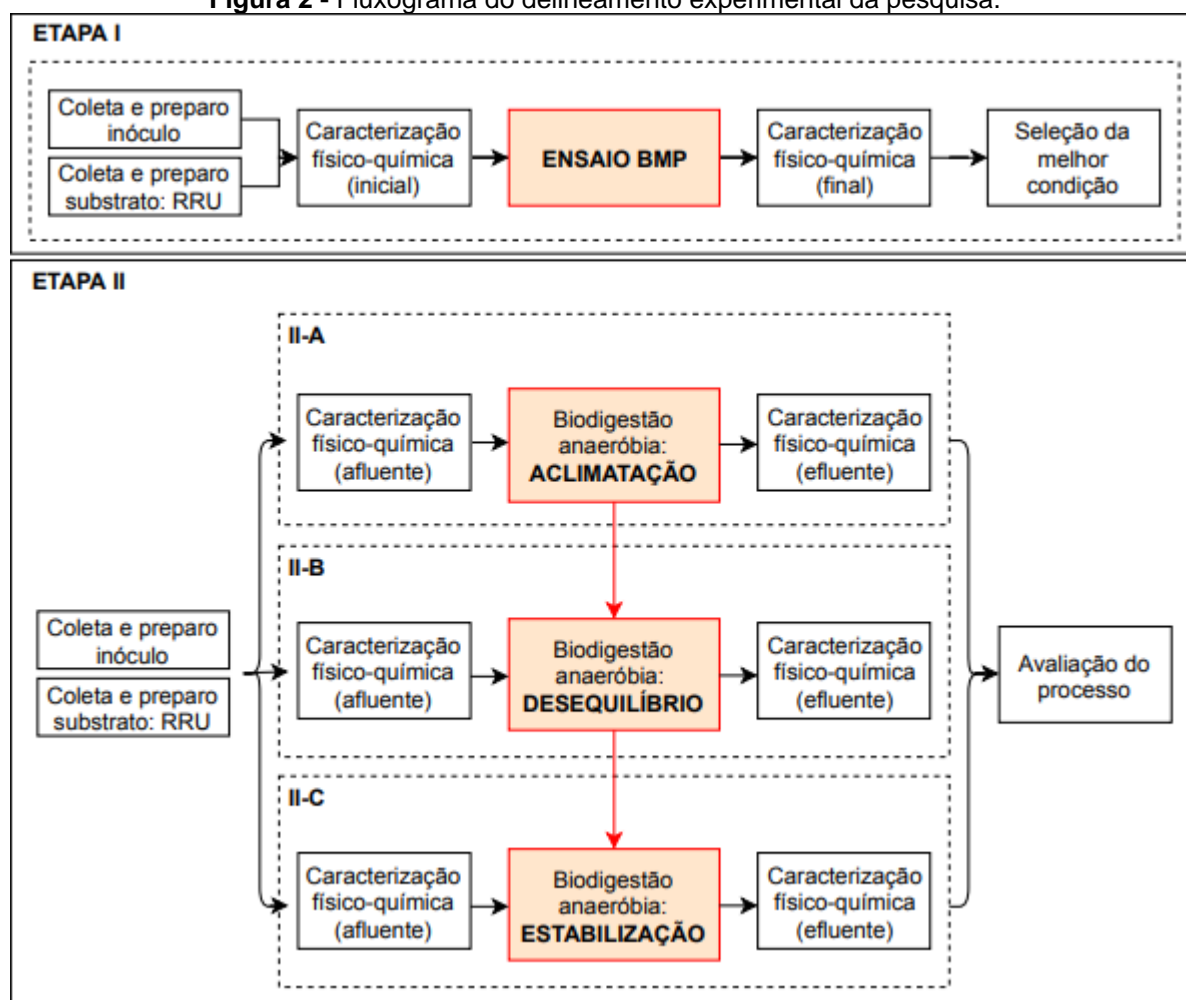 Figura 2 - Fluxograma do delineamento experimental da pesquisa.
ETAPA I
Coleta e preparo
inóculo
Coleta e preparo
substrato: RRU
Caracterização
físico-química
(inicial)
ENSAIO BMP
Caracterização
físico-química
(final)
Seleção da
melhor
condição
ETAPA II
Coleta e preparo
inóculo
Coleta e preparo
substrato: RRU
II-A
Caracterização
físico-química
(afluente)
Biodigestão
anaeróbia:
ACLIMATAÇÃO
Caracterização
físico-química
(efluente)
II-B
Caracterização
físico-química
(afluente)
Biodigestão
anaeróbia:
DESEQUILÍBRIO
Caracterização
físico-química
(efluente)
II-C
Caracterização
físico-química
(afluente)
Biodigestão
anaeróbia:
ESTABILIZAÇÃO
Caracterização
físico-química
(efluente)
Avaliação do
processo